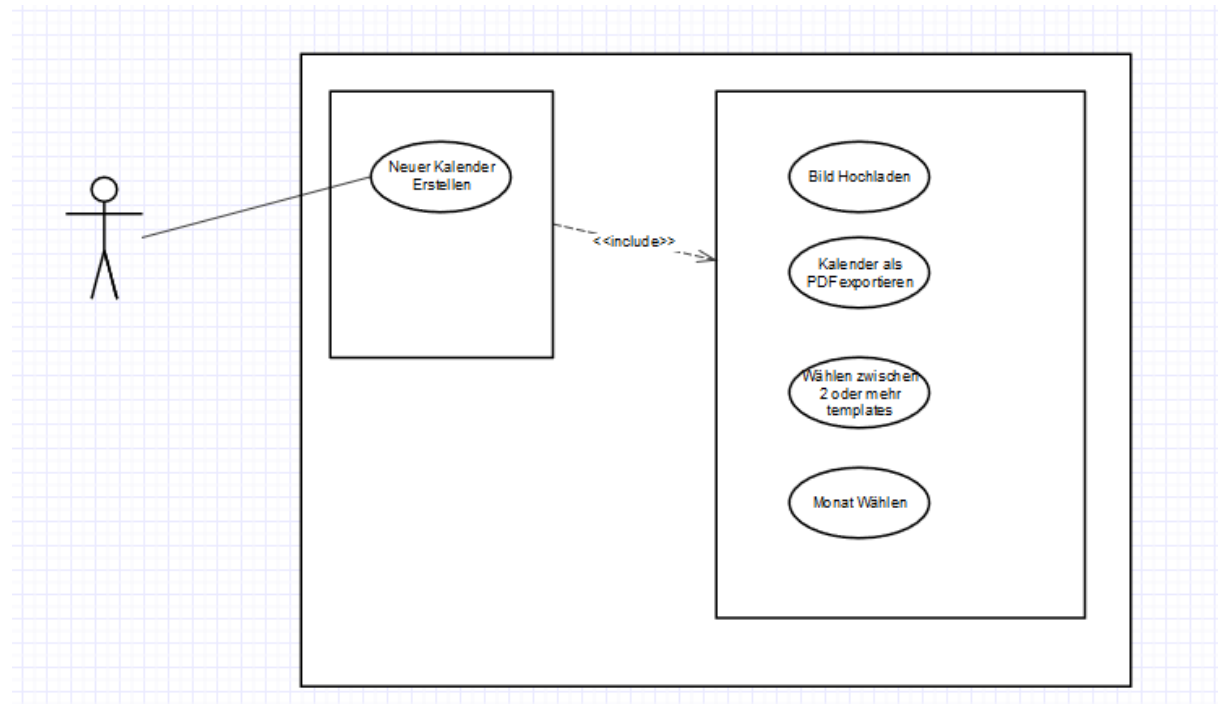 Neuer Kalender
Erstellen
<<include>>
Bild Hochladen
Kalender als
PDF exportieren
Wählen zwischen
2 oder mehr
templates
Monat Wählen